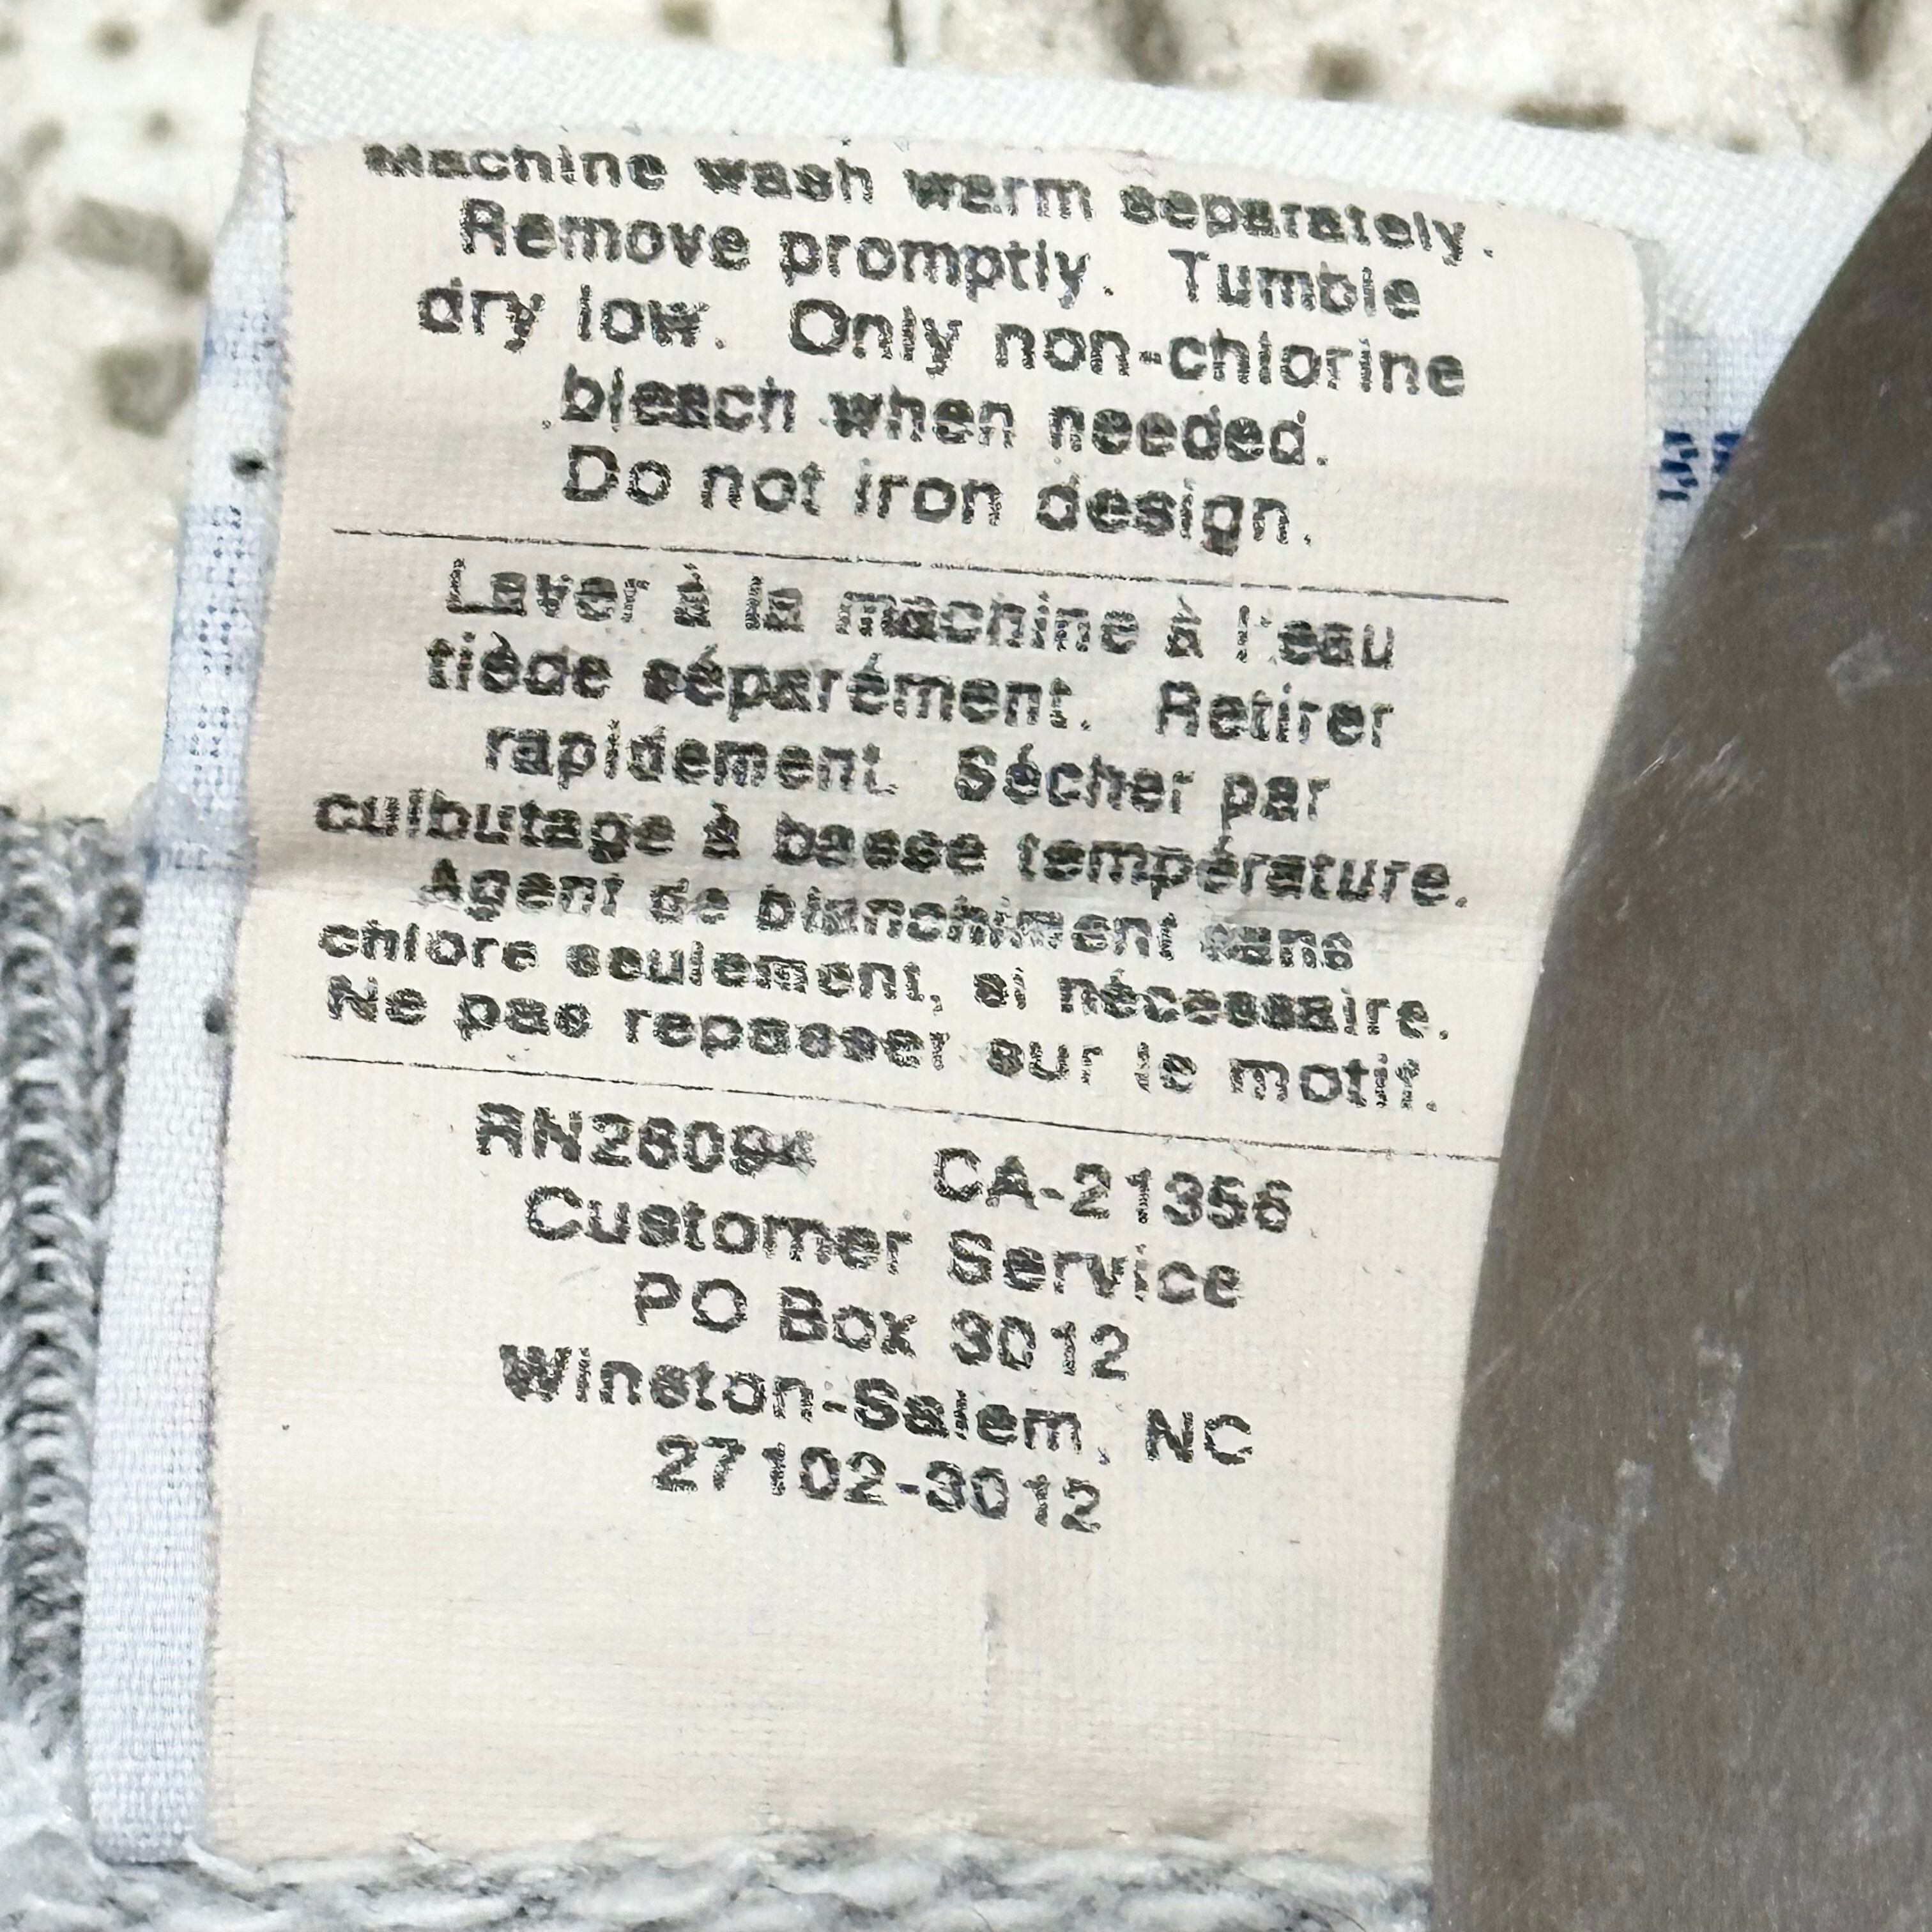 Machine wash warm separately.
Remove promptly. Tumble
dry low. Only non-chlorine
bleach when needed.
Do not iron design.
Laver à la machine à l'eau
tiède séparément. Retirer
rapidement. Sécher par
culbutage à basse température.
Agent de blanchiment sans
chlore seulement, si nécessaire.
Ne pas repasser sur le motif.
RN26094 CA-21356
Customer Service
PO Box 3012
Winston-Salem, NC
27102-3012